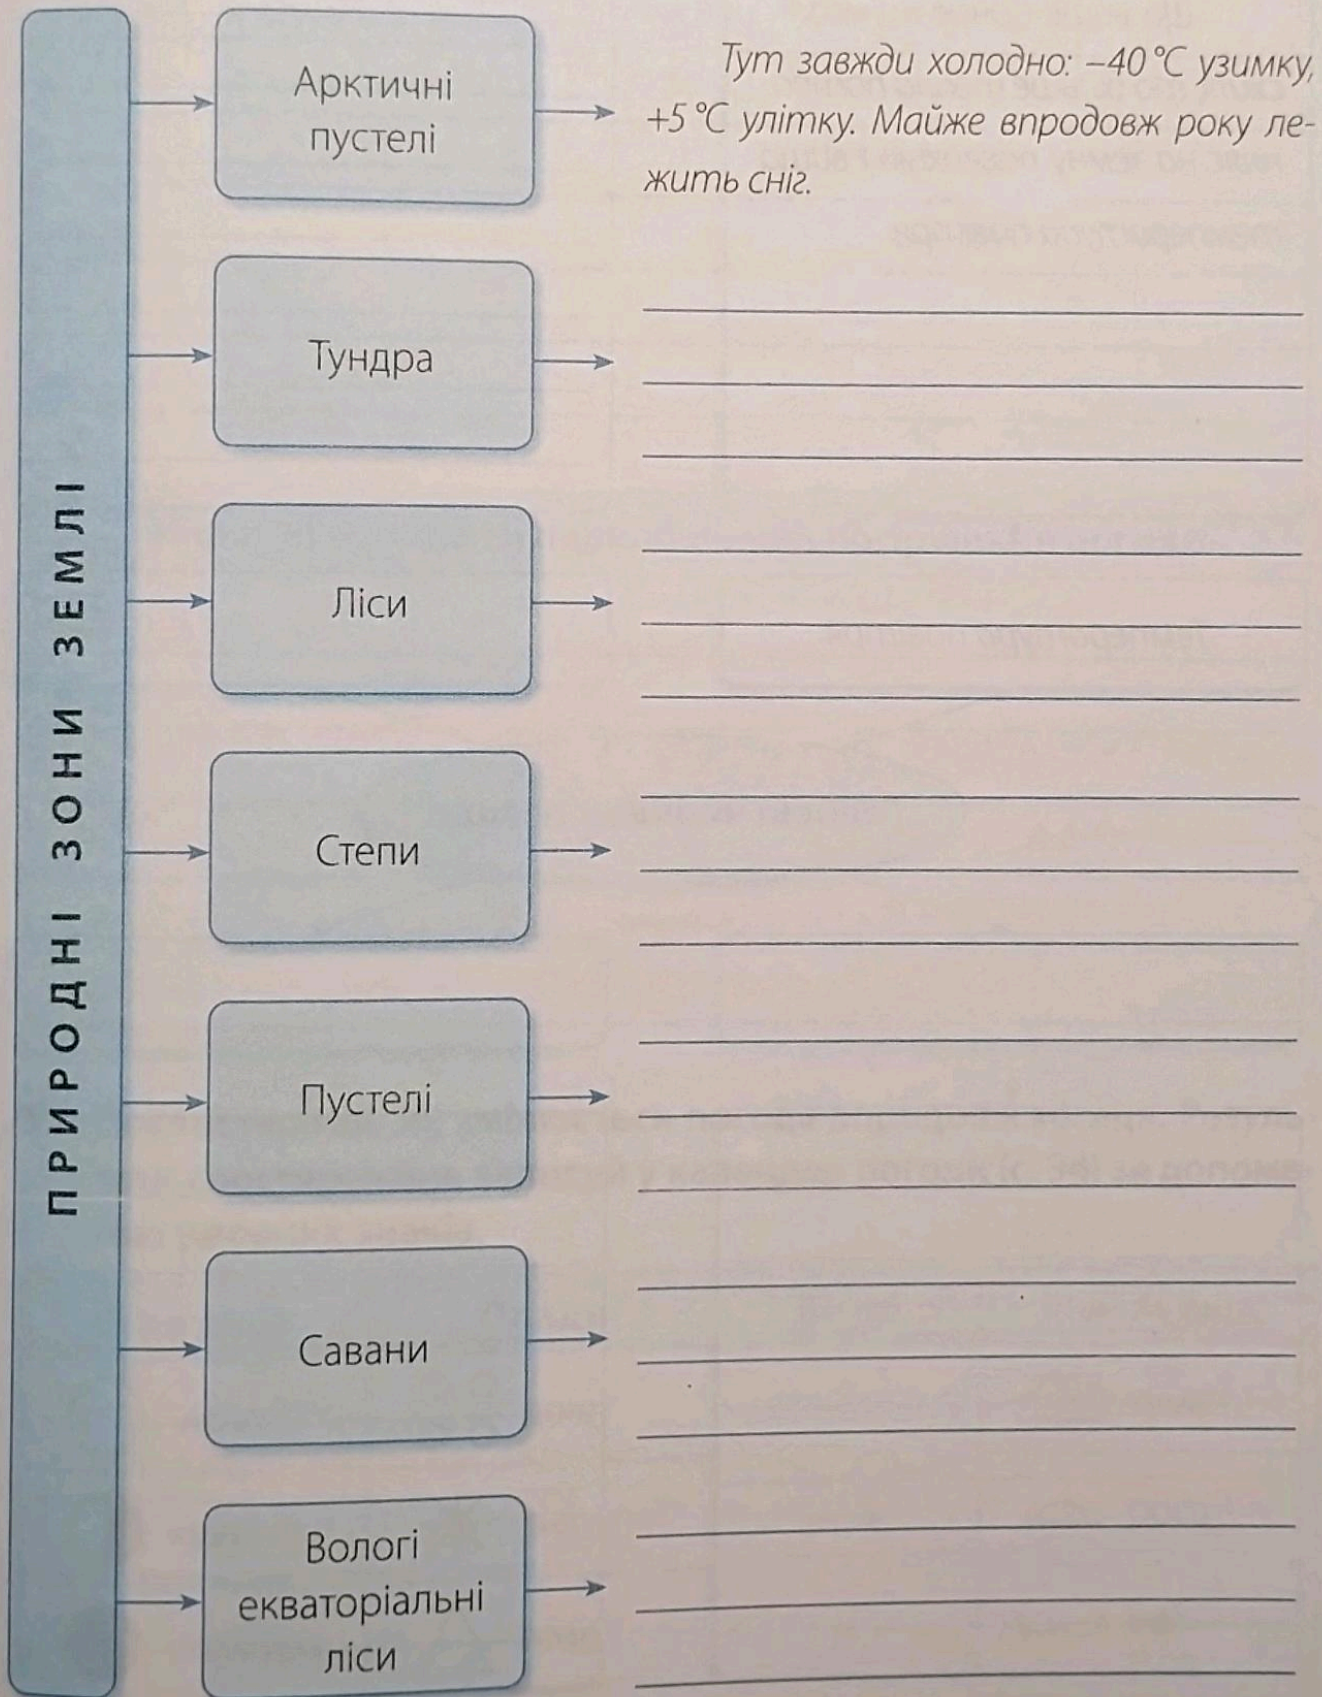 ПРИРОДНІ ЗОНИ ЗЕМЛІ
Арктичні
пустелі
Тут завжди холодно: –40 °С узимку,
+5 °С улітку. Майже впродовж року ле-
жить сніг.
Тундра
Ліси
Степи
Пустелі
Савани
Вологі
екваторіальні
ліси